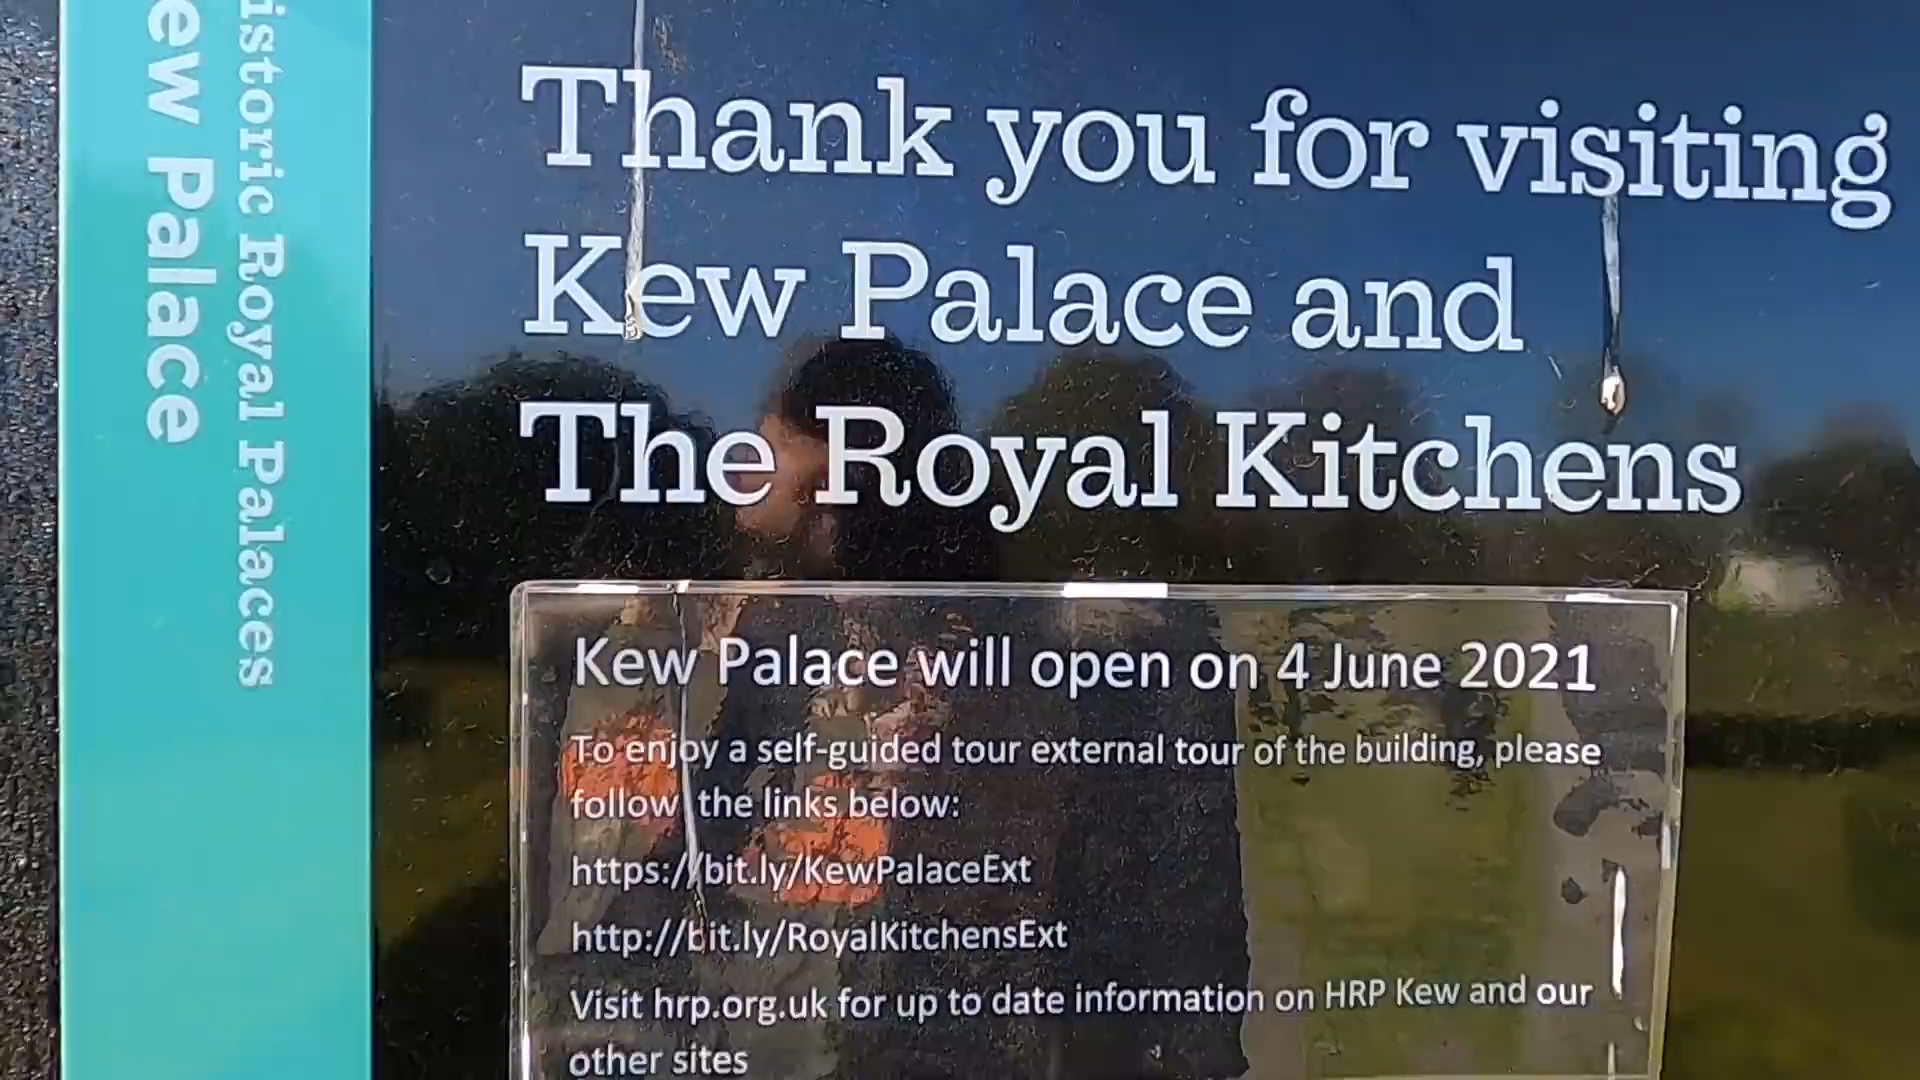 istoric Royal Palaces
ew Palace
Thank you for visiting
Kew Palace and
The Royal Kitchens
Kew Palace will open on 4 June 2021
To enjoy a self-guided tour external tour of the building, please
follow the links below:
https://bit.ly/KewPalaceExt
http://bit.ly/RoyalKitchensExt
Visit hrp.org.uk for up to date information on HRP Kew and our
other sites